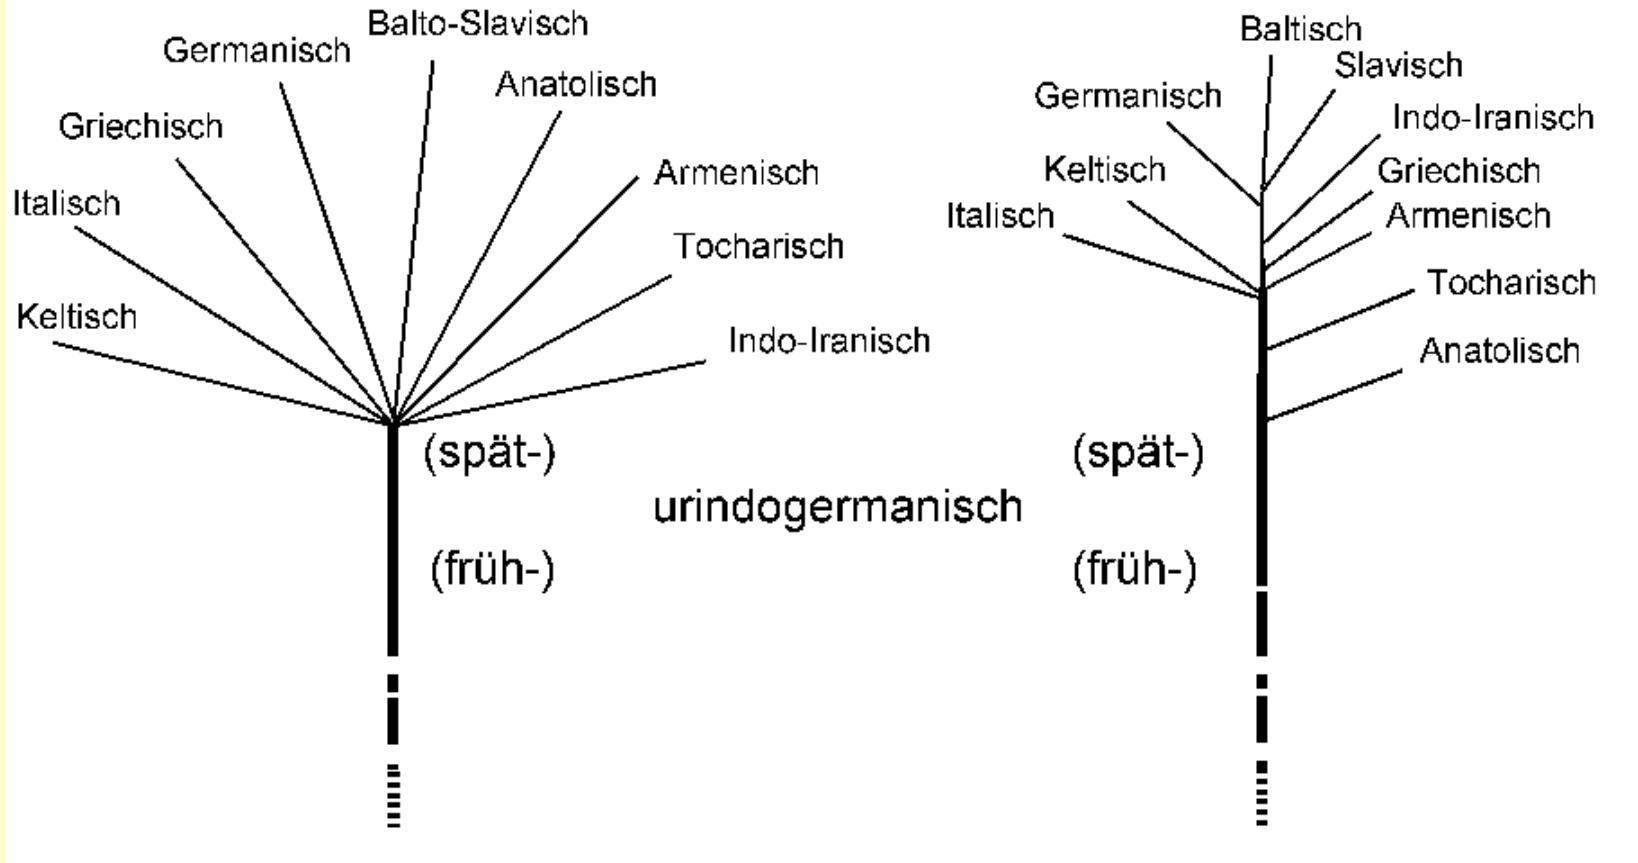 Balto-Slavisch
Germanisch
Anatolisch
Griechisch
Armenisch
Italisch
Tocharisch
Keltisch
Indo-Iranisch
(spät-)
(früh-)
urindogermanisch
Baltisch
Slavisch
Germanisch
Indo-Iranisch
Keltisch
Griechisch
Italisch
Armenisch
Tocharisch
Anatolisch
(spät-)
(früh-)